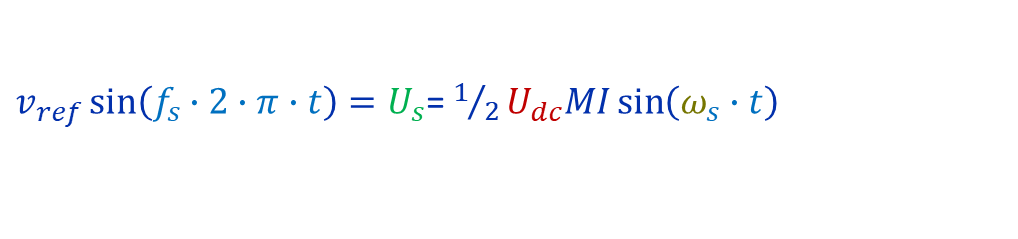 v_ref sin(f_s · 2 · π · t) = U_s= 1/2 U_dc MI sin(ω_s · t)